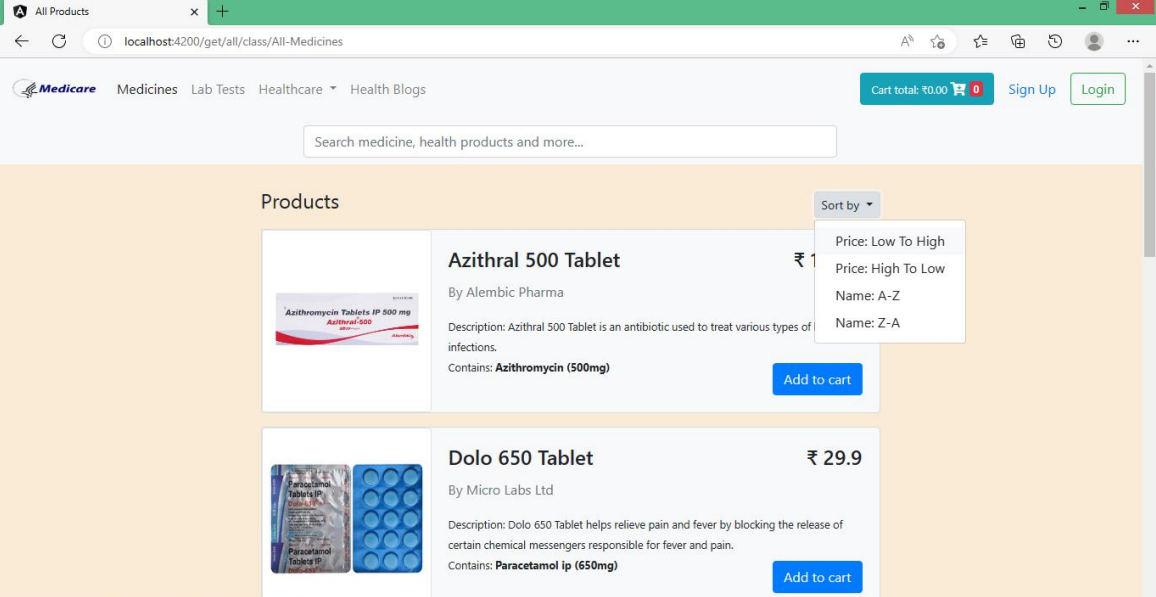 All Products
localhost:4200/get/all/class/All-Medicines
Medicare Medicines Lab Tests Healthcare Health Blogs Cart total: ₹0.00 0 Sign Up Login
Search medicine, health products and more...
Products Sort by
Price: Low To High
Price: High To Low
Name: A-Z
Name: Z-A
Azithral 500 Tablet ₹
By Alembic Pharma
Description: Azithral 500 Tablet is an antibiotic used to treat various types of
infections.
Contains: Azithromycin (500mg)
Add to cart
Azithromycin Tablets IP 500 mg
Azithral-500
Dolo 650 Tablet ₹ 29.9
By Micro Labs Ltd
Description: Dolo 650 Tablet helps relieve pain and fever by blocking the release of
certain chemical messengers responsible for fever and pain.
Contains: Paracetamol ip (650mg)
Add to cart
Paracetamol
Tablets IP
Dolo-650
Paracetamol
Tablets IP